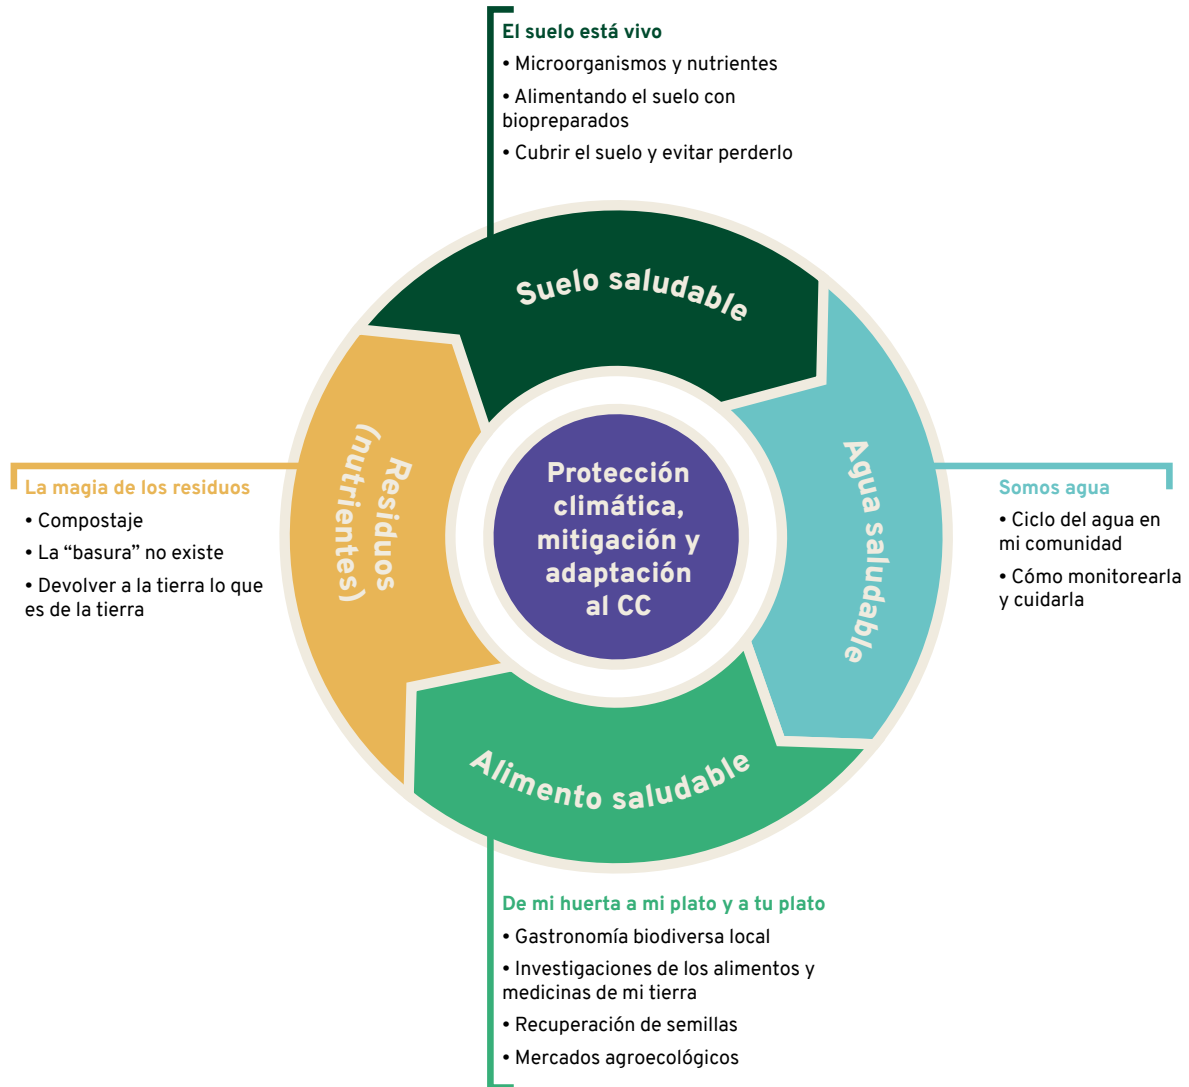 El suelo está vivo
• Microorganismos y nutrientes
• Alimentando el suelo con
biopreparados
• Cubrir el suelo y evitar perderlo
Suelo saludable
Agua saludable
Somos agua
• Ciclo del agua en
mi comunidad
• Cómo monitorearla
y cuidarla
Protección
climática,
mitigación y
adaptación
al CC
Residuos
(nutrientes)
La magia de los residuos
• Compostaje
• La “basura” no existe
• Devolver a la tierra lo que
es de la tierra
Alimento saludable
De mi huerta a mi plato y a tu plato
• Gastronomía biodiversa local
• Investigaciones de los alimentos y
medicinas de mi tierra
• Recuperación de semillas
• Mercados agroecológicos